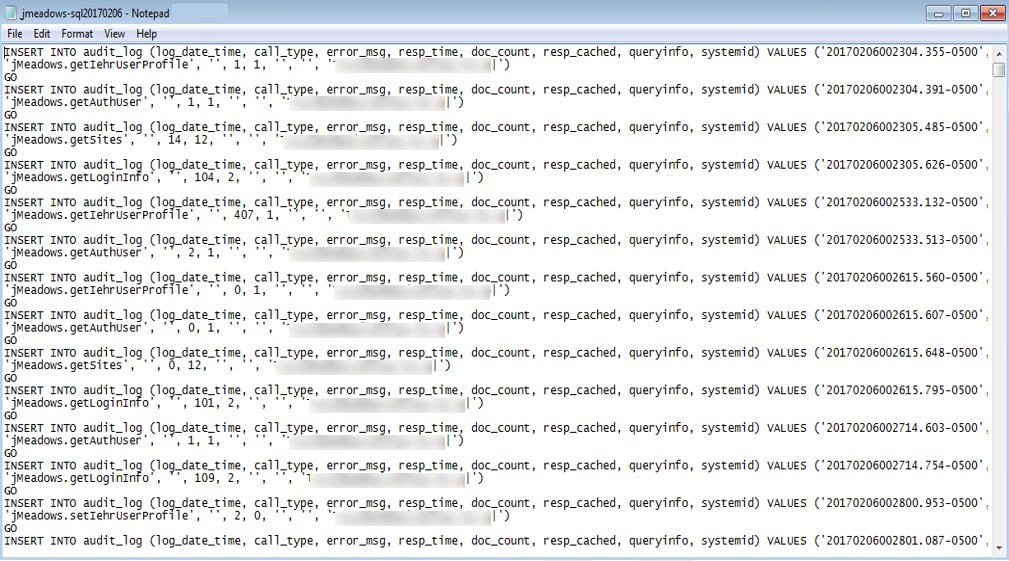 jmeadows-sql20170206 - Notepad
File Edit Format View Help
INSERT INTO audit_log (log_date_time, call_type, error_msg, resp_time, doc_count, resp_cached, queryinfo, systemid) VALUES ('20170206002304.355-0500',
'jMeadows.getIehrUserProfile', '', 1, 1, '', '', ' |')
GO
INSERT INTO audit_log (log_date_time, call_type, error_msg, resp_time, doc_count, resp_cached, queryinfo, systemid) VALUES ('20170206002304.391-0500',
'jMeadows.getAuthUser', '', 1, 1, '', '', ' |')
GO
INSERT INTO audit_log (log_date_time, call_type, error_msg, resp_time, doc_count, resp_cached, queryinfo, systemid) VALUES ('20170206002305.485-0500',
'jMeadows.getSites', '', 14, 12, '', '', ' |')
GO
INSERT INTO audit_log (log_date_time, call_type, error_msg, resp_time, doc_count, resp_cached, queryinfo, systemid) VALUES ('20170206002305.626-0500',
'jMeadows.getLoginInfo', '', 104, 2, '', '', ' |')
GO
INSERT INTO audit_log (log_date_time, call_type, error_msg, resp_time, doc_count, resp_cached, queryinfo, systemid) VALUES ('20170206002533.132-0500',
'jMeadows.getIehrUserProfile', '', 407, 1, '', '', ' |')
GO
INSERT INTO audit_log (log_date_time, call_type, error_msg, resp_time, doc_count, resp_cached, queryinfo, systemid) VALUES ('20170206002533.513-0500',
'jMeadows.getAuthUser', '', 2, 1, '', '', ' |')
GO
INSERT INTO audit_log (log_date_time, call_type, error_msg, resp_time, doc_count, resp_cached, queryinfo, systemid) VALUES ('20170206002615.560-0500',
'jMeadows.getIehrUserProfile', '', 0, 1, '', '', ' |')
GO
INSERT INTO audit_log (log_date_time, call_type, error_msg, resp_time, doc_count, resp_cached, queryinfo, systemid) VALUES ('20170206002615.607-0500',
'jMeadows.getAuthUser', '', 0, 1, '', '', ' |')
GO
INSERT INTO audit_log (log_date_time, call_type, error_msg, resp_time, doc_count, resp_cached, queryinfo, systemid) VALUES ('20170206002615.648-0500',
'jMeadows.getSites', '', 0, 12, '', '', ' |')
GO
INSERT INTO audit_log (log_date_time, call_type, error_msg, resp_time, doc_count, resp_cached, queryinfo, systemid) VALUES ('20170206002615.795-0500',
'jMeadows.getLoginInfo', '', 101, 2, '', '', ' |')
GO
INSERT INTO audit_log (log_date_time, call_type, error_msg, resp_time, doc_count, resp_cached, queryinfo, systemid) VALUES ('20170206002714.603-0500',
'jMeadows.getAuthUser', '', 1, 1, '', '', ' |')
GO
INSERT INTO audit_log (log_date_time, call_type, error_msg, resp_time, doc_count, resp_cached, queryinfo, systemid) VALUES ('20170206002714.754-0500',
'jMeadows.getLoginInfo', '', 109, 2, '', '', ' |')
GO
INSERT INTO audit_log (log_date_time, call_type, error_msg, resp_time, doc_count, resp_cached, queryinfo, systemid) VALUES ('20170206002800.953-0500',
'jMeadows.setIehrUserProfile', '', 2, 0, '', '', ' |')
GO
INSERT INTO audit_log (log_date_time, call_type, error_msg, resp_time, doc_count, resp_cached, queryinfo, systemid) VALUES ('20170206002801.087-0500',